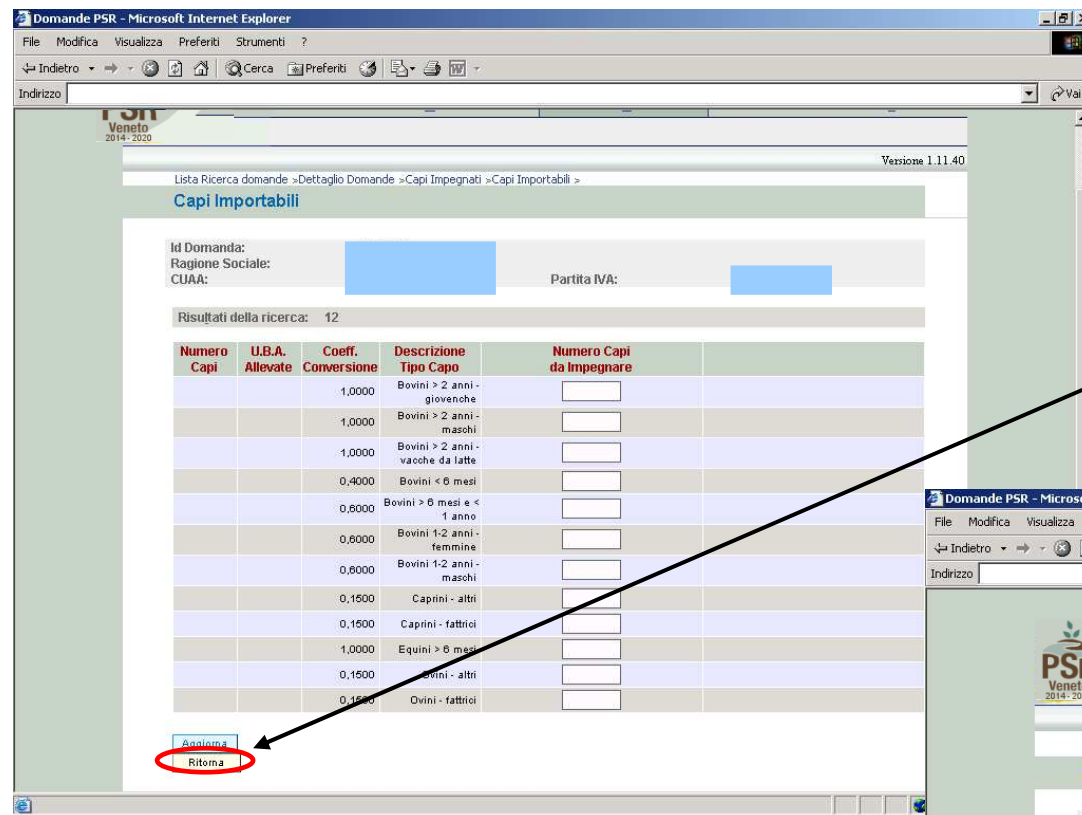 Domande PSR - Microsoft Internet Explorer
File Modifica Visualizza Preferiti Strumenti ?
Indietro Cerca Preferiti
Indirizzo Vai
PSR
Veneto
2014-2020
Versione 1.11.40
Lista Ricerca domande >Dettaglio Domande >Capi Impegnati >Capi Importabili >
Capi Importabili
Id Domanda:
Ragione Sociale:
CUAA: Partita IVA:
Risultati della ricerca: 12
Numero U.B.A. Coeff. Descrizione Numero Capi
Capi Allevate Conversione Tipo Capo da Impegnare
1,0000 Bovini > 2 anni - giovenche
1,0000 Bovini > 2 anni - maschi
1,0000 Bovini > 2 anni - vacche da latte
0,4000 Bovini < 6 mesi
0,6000 Bovini > 6 mesi e < 1 anno
0,6000 Bovini 1-2 anni - femmine
0,6000 Bovini 1-2 anni - maschi
0,1500 Caprini - altri
0,1500 Caprini - fattrici
1,0000 Equini > 6 mesi
0,1500 Ovini - altri
0,1500 Ovini - fattrici
Aggiorna
Ritorna
Domande PSR - Micros
File Modifica Visualizza
Indietro
Indirizzo
PS
Venet
2014-20